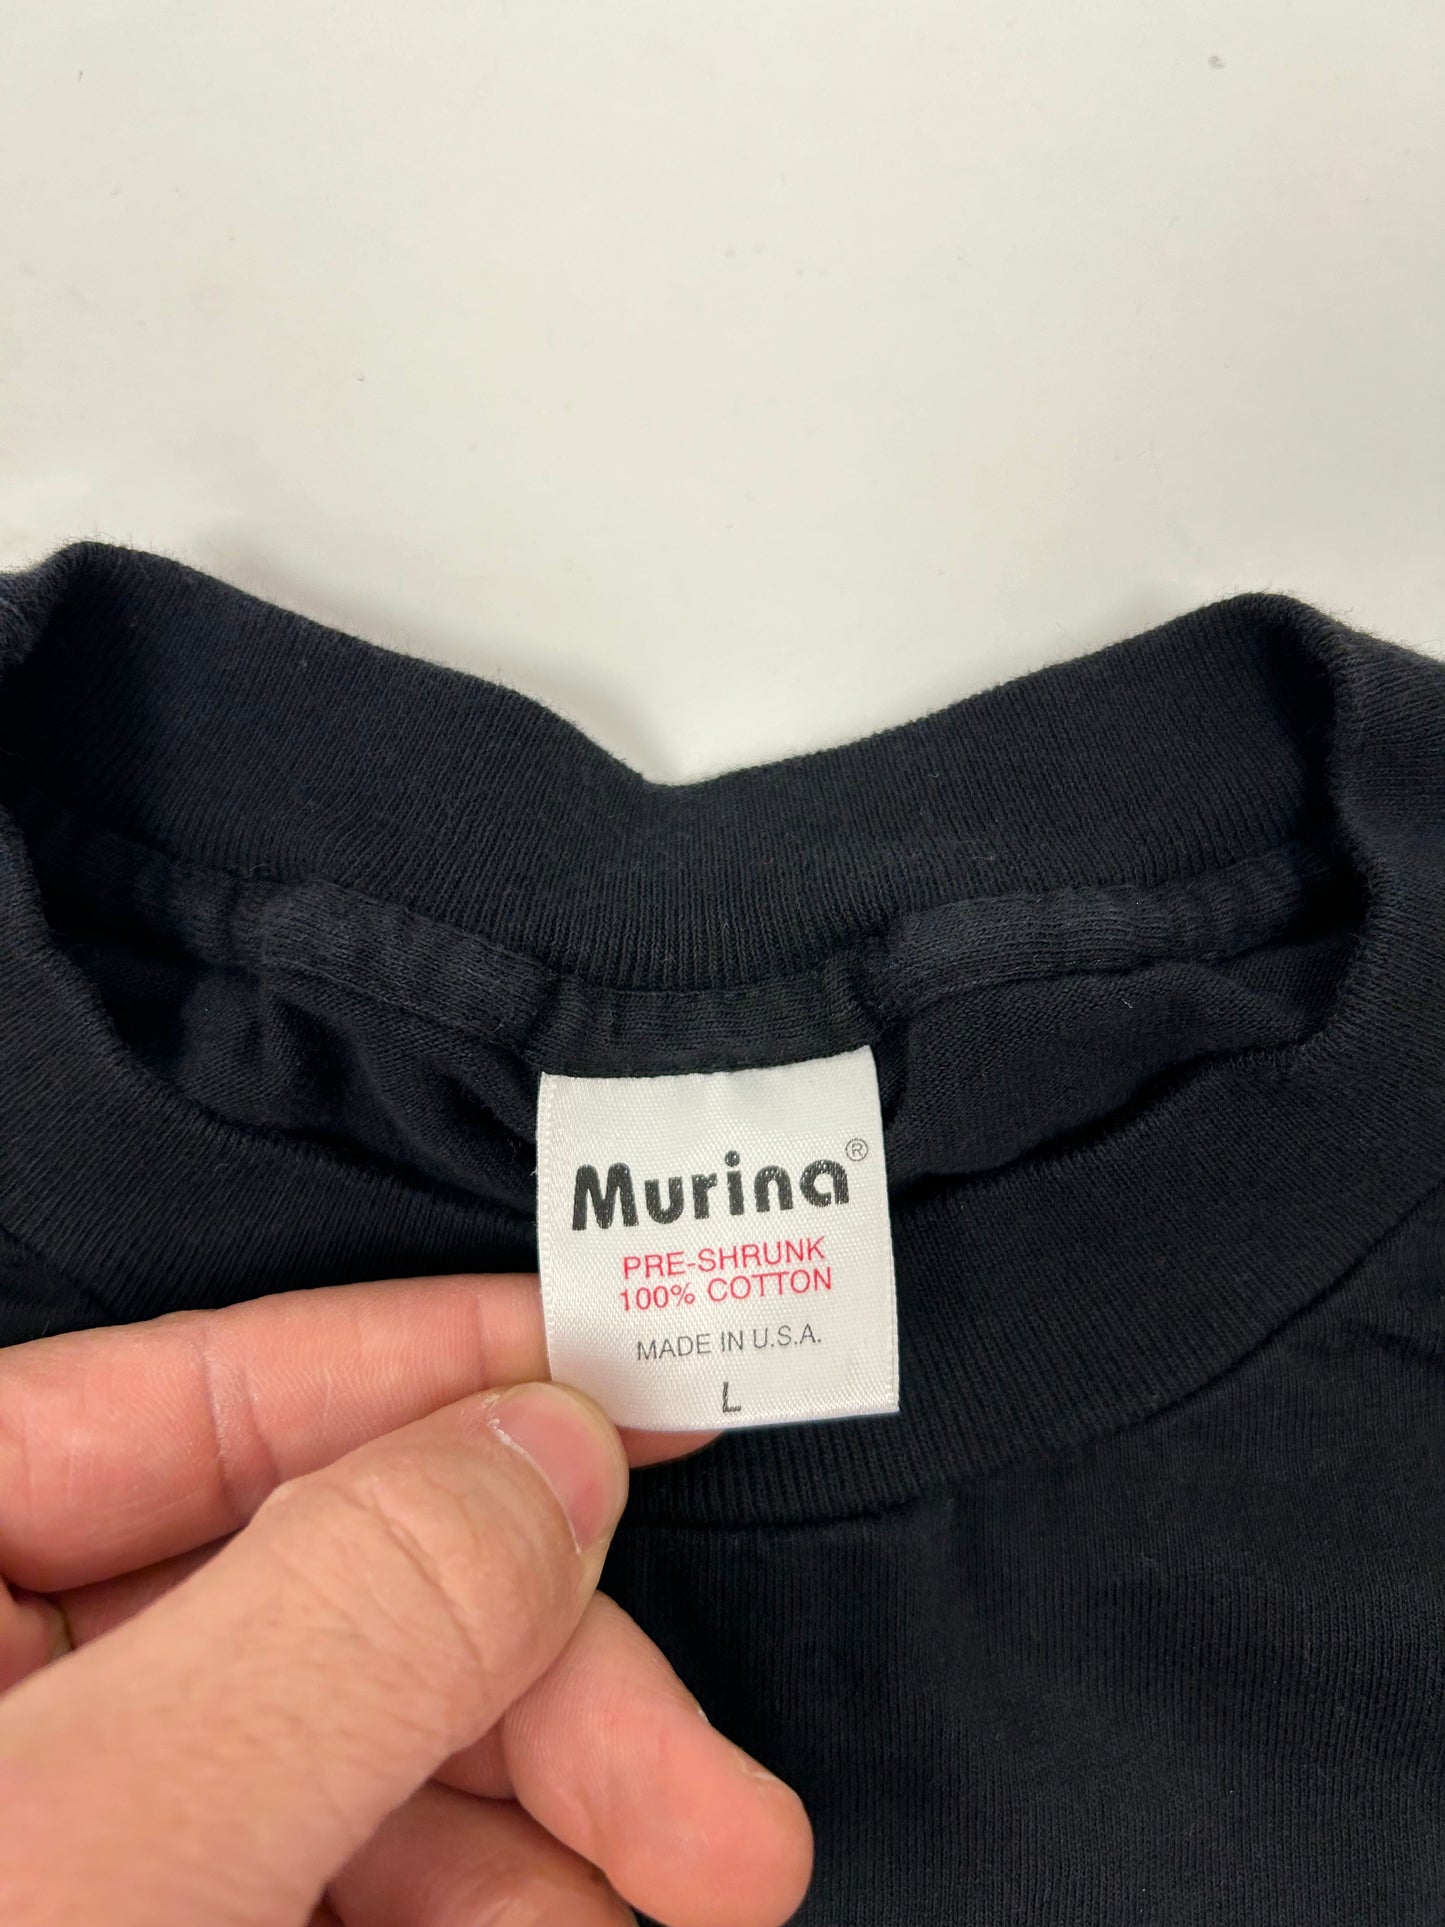 Murina®
PRE-SHRUNK
100% COTTON
MADE IN U.S.A.
L